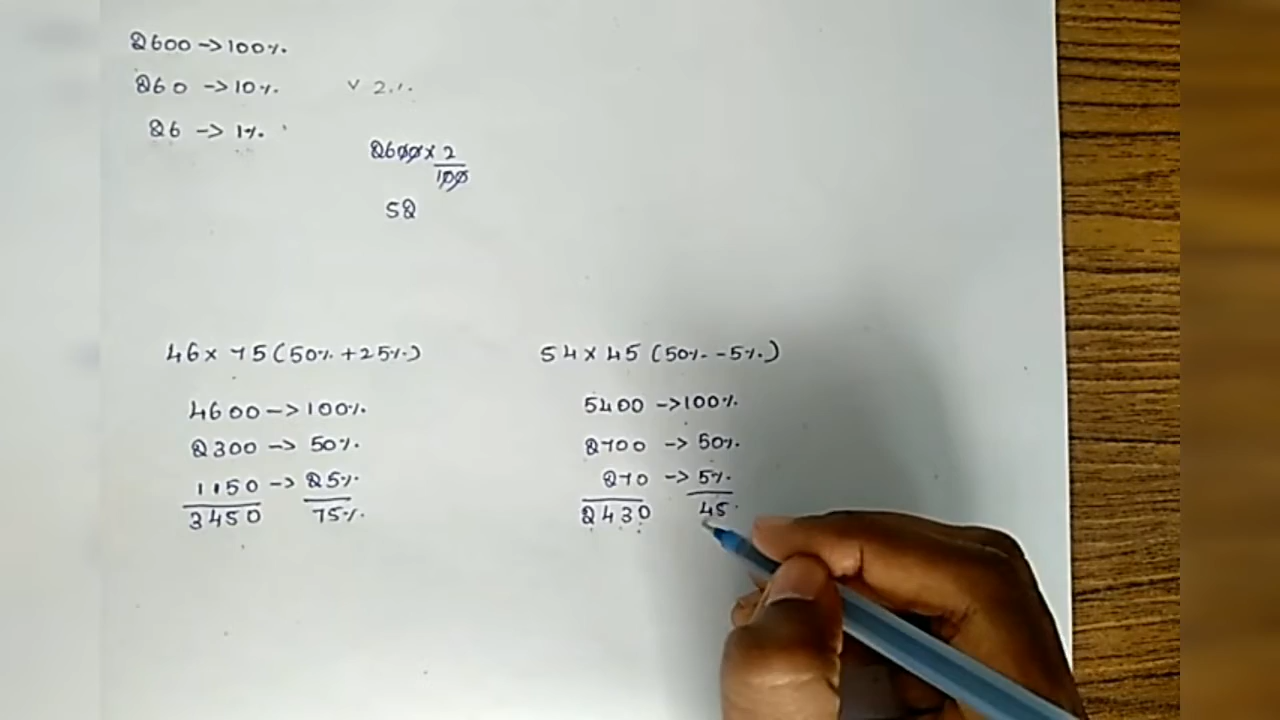 2600 -> 100%.
260 -> 10%.
26 -> 1%.
v 2%.
2600 x 2
100
52
46 x 75 (50% + 25%)
4600 -> 100%.
2300 -> 50%.
1150 -> 25%.
3450 75%.
54 x 45 (50% - 5%)
5400 -> 100%.
2700 -> 50%.
270 -> 5%.
2430 45